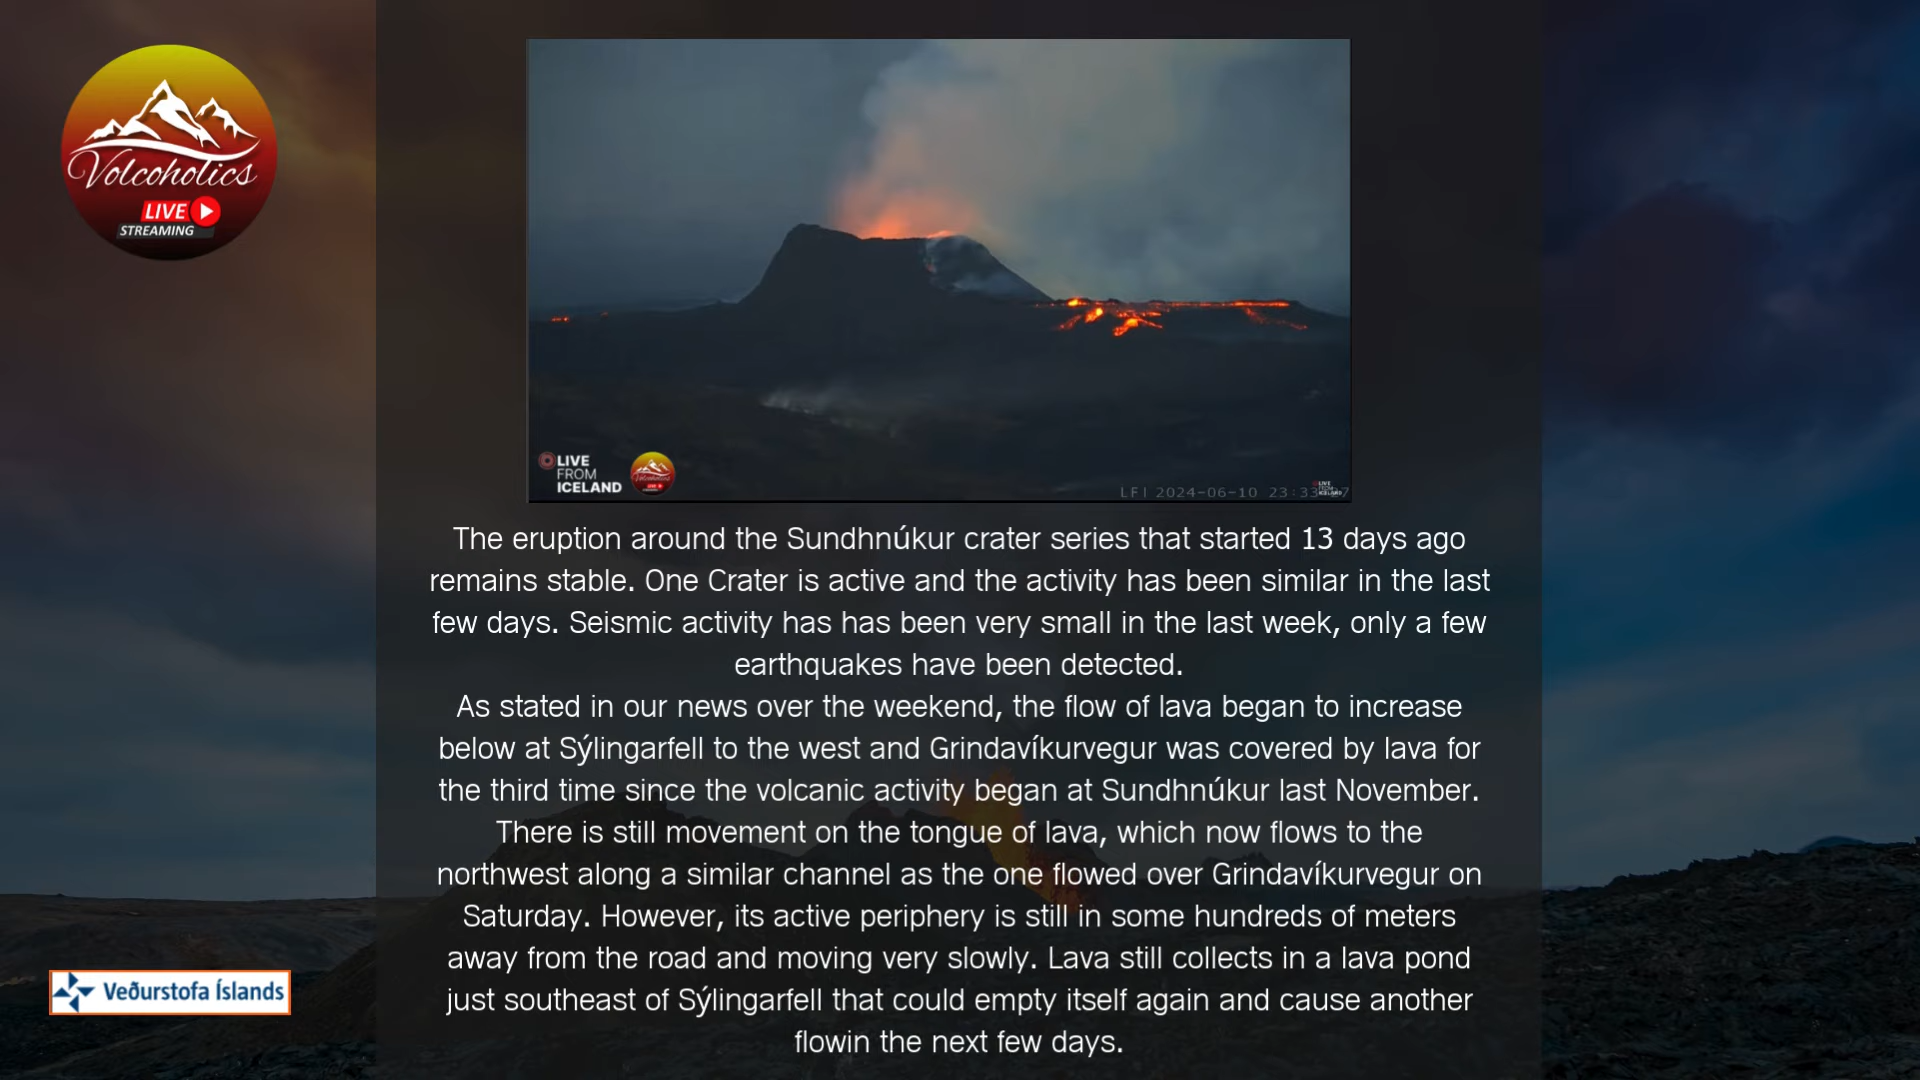 Volcoholics
LIVE
STREAMING
LIVE
FROM
ICELAND
LFI 2024-06-10 23:33
The eruption around the Sundhnúkur crater series that started 13 days ago
remains stable. One Crater is active and the activity has been similar in the last
few days. Seismic activity has has been very small in the last week, only a few
earthquakes have been detected.
As stated in our news over the weekend, the flow of lava began to increase
below at Sýlingarfell to the west and Grindavíkurvegur was covered by lava for
the third time since the volcanic activity began at Sundhnúkur last November.
There is still movement on the tongue of lava, which now flows to the
northwest along a similar channel as the one flowed over Grindavíkurvegur on
Saturday. However, its active periphery is still in some hundreds of meters
away from the road and moving very slowly. Lava still collects in a lava pond
just southeast of Sýlingarfell that could empty itself again and cause another
flowin the next few days.
Veðurstofa Íslands